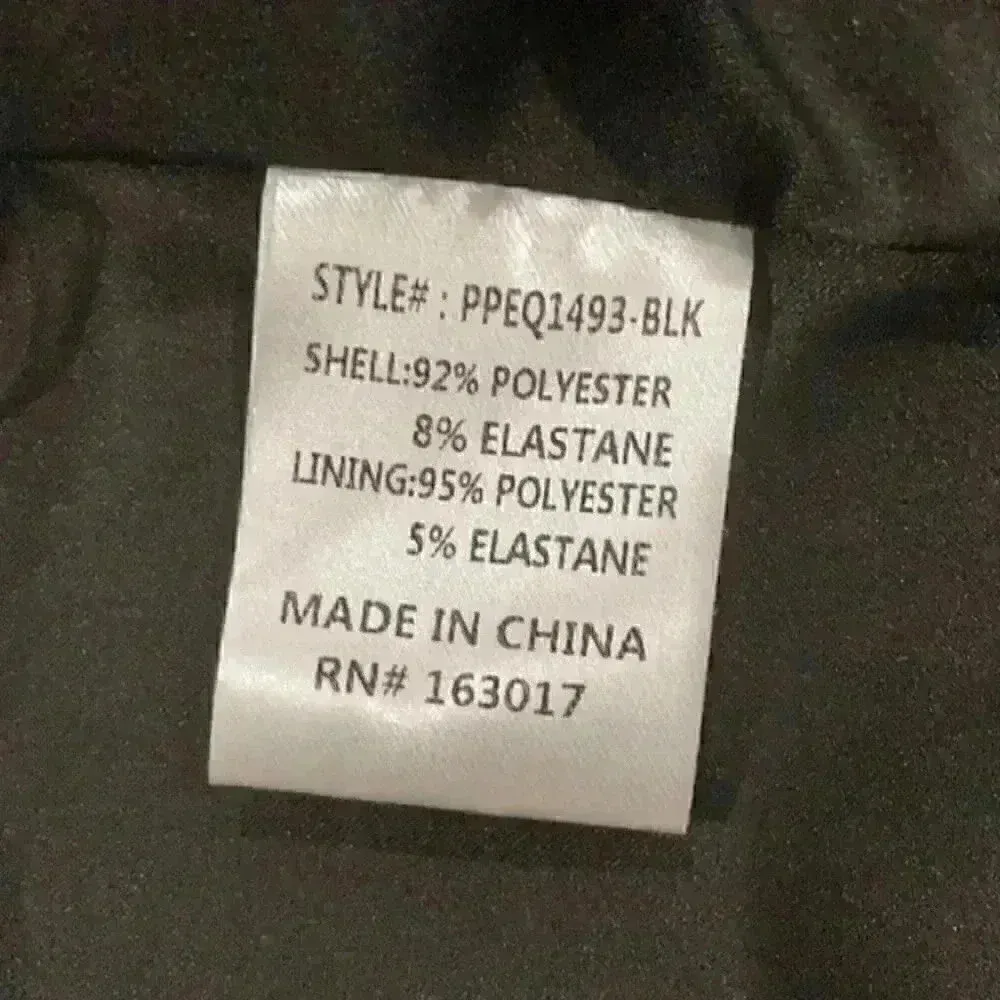 STYLE# : PPEQ1493-BLK
SHELL:92% POLYESTER
8% ELASTANE
LINING:95% POLYESTER
5% ELASTANE
MADE IN CHINA
RN# 163017